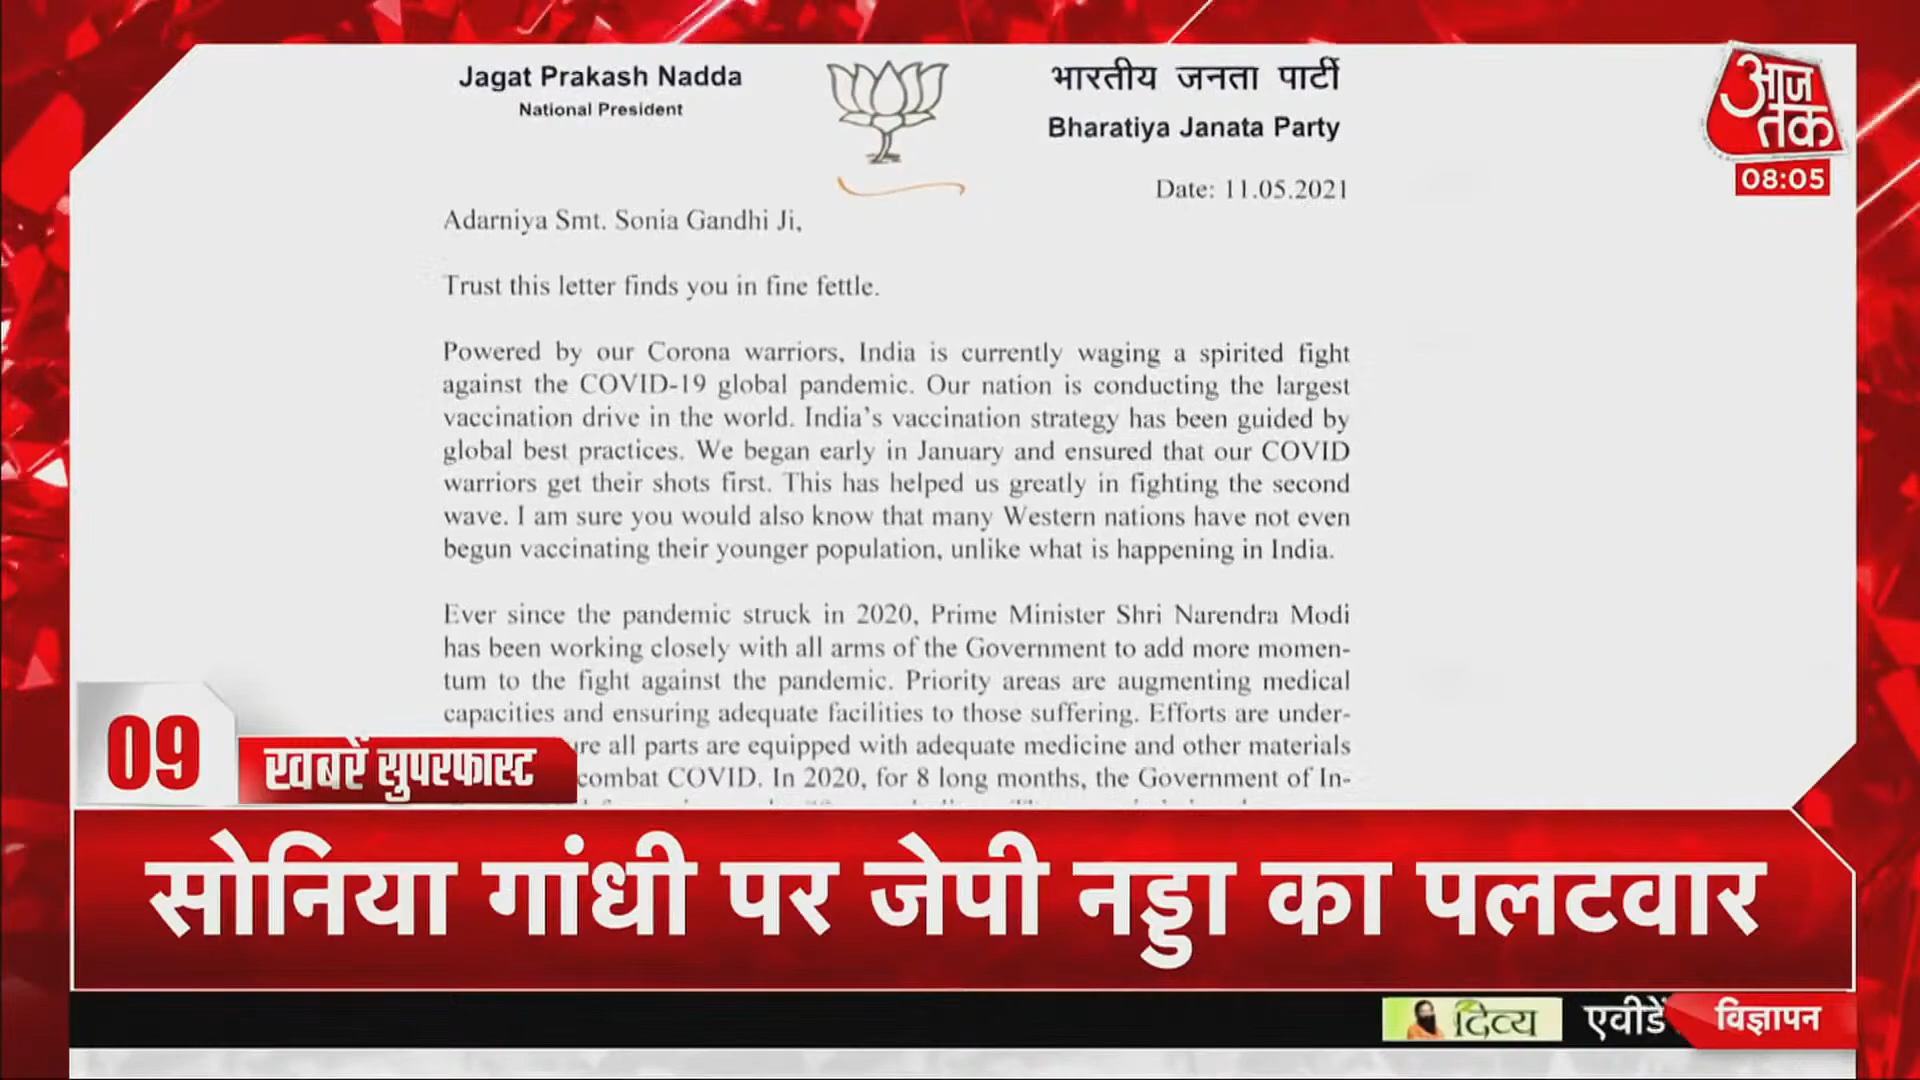 Jagat Prakash Nadda
National President
भारतीय जनता पार्टी
Bharatiya Janata Party
आज तक
08:05
Date: 11.05.2021
Adarniya Smt. Sonia Gandhi Ji,
Trust this letter finds you in fine fettle.
Powered by our Corona warriors, India is currently waging a spirited fight
against the COVID-19 global pandemic. Our nation is conducting the largest
vaccination drive in the world. India's vaccination strategy has been guided by
global best practices. We began early in January and ensured that our COVID
warriors get their shots first. This has helped us greatly in fighting the second
wave. I am sure you would also know that many Western nations have not even
begun vaccinating their younger population, unlike what is happening in India.
Ever since the pandemic struck in 2020, Prime Minister Shri Narendra Modi
has been working closely with all arms of the Government to add more momen-
tum to the fight against the pandemic. Priority areas are augmenting medical
capacities and ensuring adequate facilities to those suffering. Efforts are under-
re all parts are equipped with adequate medicine and other materials
combat COVID. In 2020, for 8 long months, the Government of In-
09
खबरें सुपरफास्ट
सोनिया गांधी पर जेपी नड्डा का पलटवार
दिव्य
एवीडें
विज्ञापन